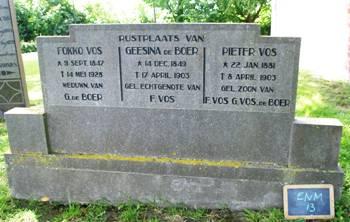 RUSTPLAATS VAN
FOKKO VOS
* 9 SEPT. 1847
† 14 MEI 1928
WEDUWN. VAN
G. DE BOER
GEESINA DE BOER
* 14 DEC. 1849
† 17 APRIL 1903
GEL. ECHTGENOTE VAN
F. VOS
PIETER VOS
* 22 JAN. 1881
† 8 APRIL 1903
GEL. ZOON VAN
F. VOS G. VOS. DE BOER
ENM
13